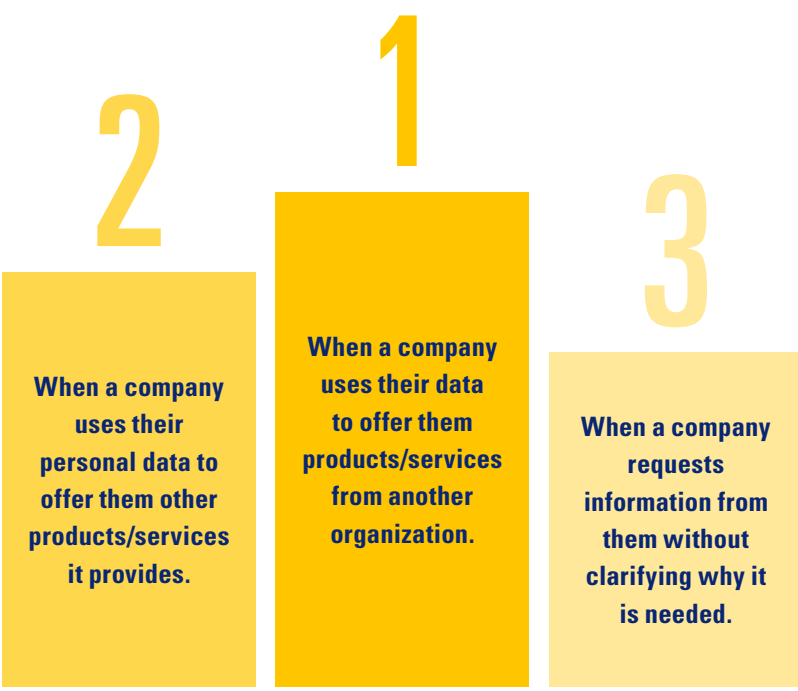 2
When a company
uses their
personal data to
offer them other
products/services
it provides.
1
When a company
uses their data
to offer them
products/services
from another
organization.
3
When a company
requests
information from
them without
clarifying why it
is needed.